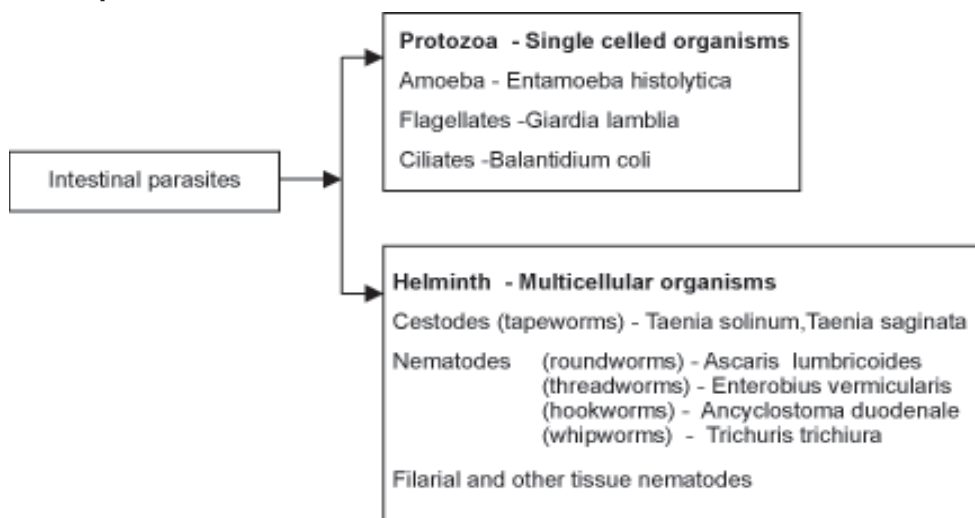 Intestinal parasites
Protozoa - Single celled organisms
Amoeba - Entamoeba histolytica
Flagellates -Giardia lamblia
Ciliates -Balantidium coli
Helminth - Multicellular organisms
Cestodes (tapeworms) - Taenia solinum,Taenia saginata
Nematodes (roundworms) - Ascaris lumbricoides
(threadworms) - Enterobius vermicularis
(hookworms) - Ancyclostoma duodenale
(whipworms) - Trichuris trichiura
Filarial and other tissue nematodes